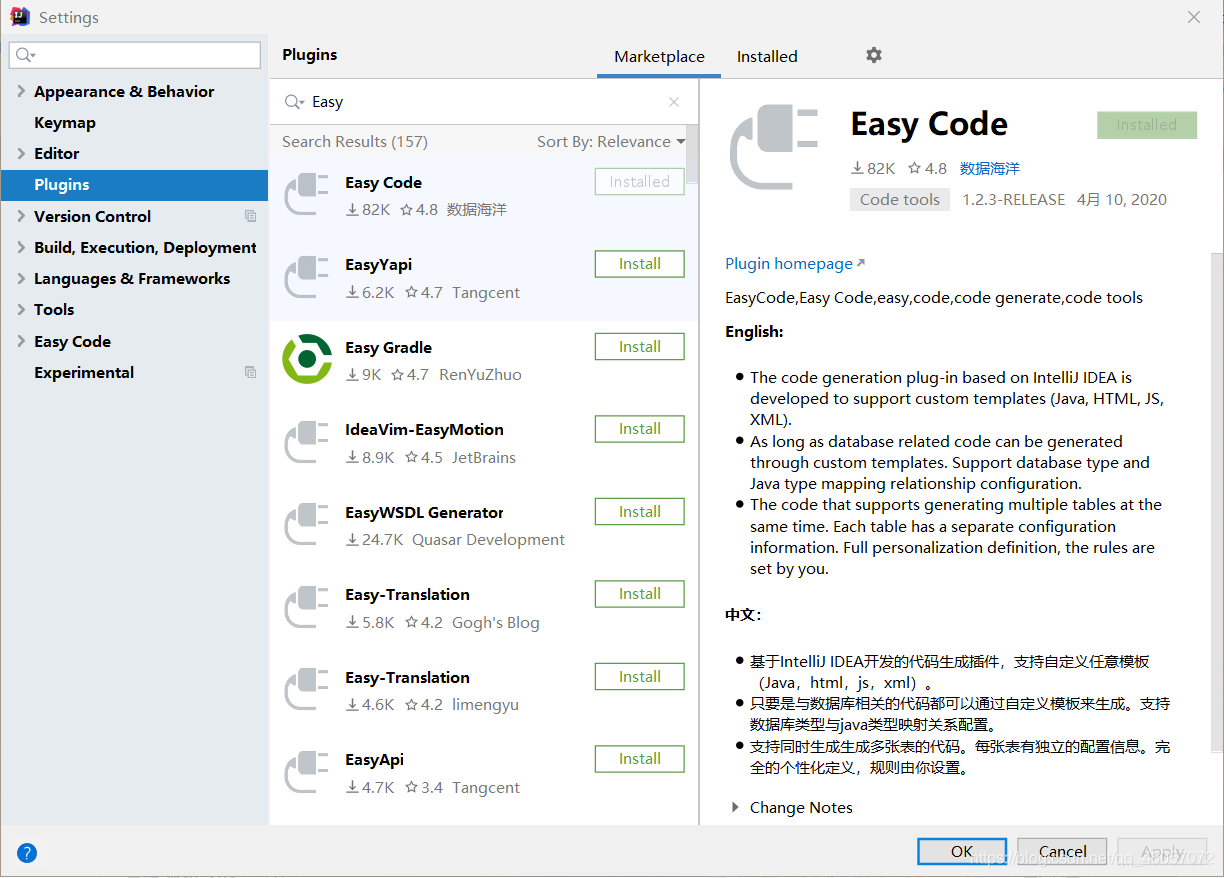 Settings
Plugins
Marketplace
Installed
Appearance & Behavior
Keymap
Editor
Plugins
Version Control
Build, Execution, Deployment
Languages & Frameworks
Tools
Easy Code
Experimental
Easy
Search Results (157)
Sort By: Relevance
Easy Code
Installed
82K 4.8 数据海洋
EasyYapi
Install
6.2K 4.7 Tangcent
Easy Gradle
Install
9K 4.7 RenYuZhuo
IdeaVim-EasyMotion
Install
8.9K 4.5 JetBrains
EasyWSDL Generator
Install
24.7K Quasar Development
Easy-Translation
Install
5.8K 4.2 Gogh's Blog
Easy-Translation
Install
4.6K 4.2 limengyu
EasyApi
Install
4.7K 3.4 Tangcent
Easy Code
Installed
82K 4.8 数据海洋
Code tools 1.2.3-RELEASE 4月 10, 2020
Plugin homepage
EasyCode,Easy Code,easy,code,code generate,code tools
English:
The code generation plug-in based on IntelliJ IDEA is
developed to support custom templates (Java, HTML, JS,
XML).
As long as database related code can be generated
through custom templates. Support database type and
Java type mapping relationship configuration.
The code that supports generating multiple tables at the
same time. Each table has a separate configuration
information. Full personalization definition, the rules are
set by you.
中文：
基于IntelliJ IDEA开发的代码生成插件，支持自定义任意模板
（Java，html，js，xml）。
只要是与数据库相关的代码都可以通过自定义模板来生成。支持
数据库类型与java类型映射关系配置。
支持同时生成生成多张表的代码。每张表有独立的配置信息。完
全的个性化定义，规则由你设置。
Change Notes
?
OK
Cancel
Apply